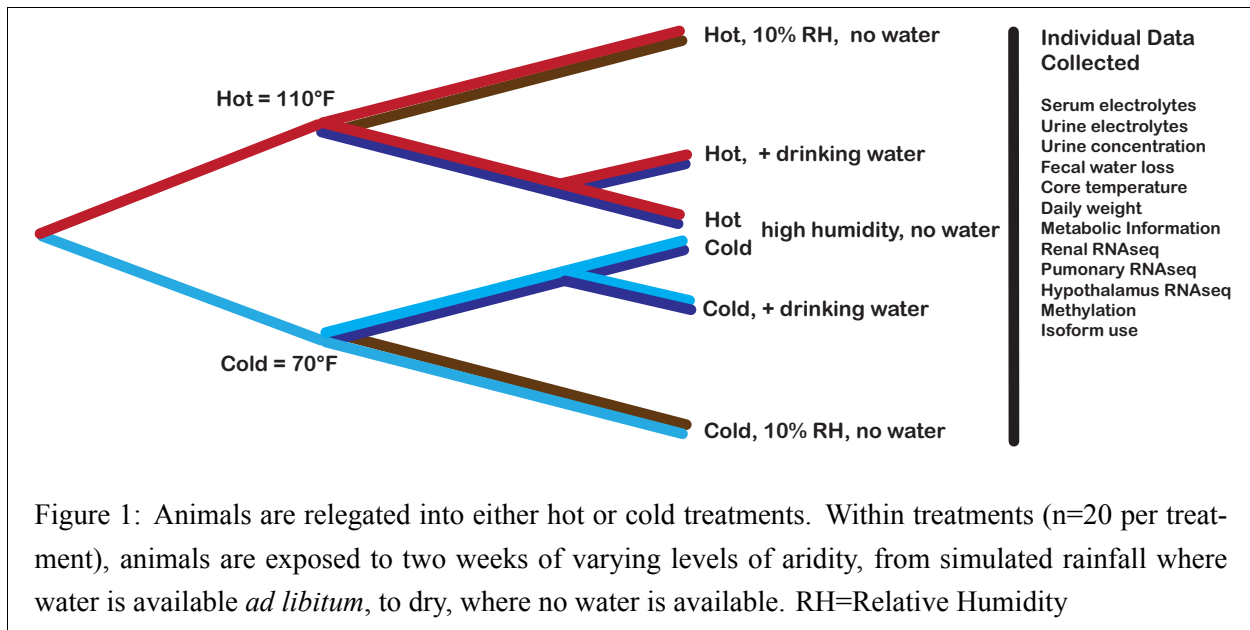 Hot, 10% RH, no water
Hot = 110°F
Hot, + drinking water
Hot
Cold
high humidity, no water
Cold, + drinking water
Cold = 70°F
Cold, 10% RH, no water
Individual Data
Collected
Serum electrolytes
Urine electrolytes
Urine concentration
Fecal water loss
Core temperature
Daily weight
Metabolic Information
Renal RNAseq
Pumonary RNAseq
Hypothalamus RNAseq
Methylation
Isoform use
Figure 1: Animals are relegated into either hot or cold treatments. Within treatments (n=20 per treat-
ment), animals are exposed to two weeks of varying levels of aridity, from simulated rainfall where
water is available ad libitum, to dry, where no water is available. RH=Relative Humidity